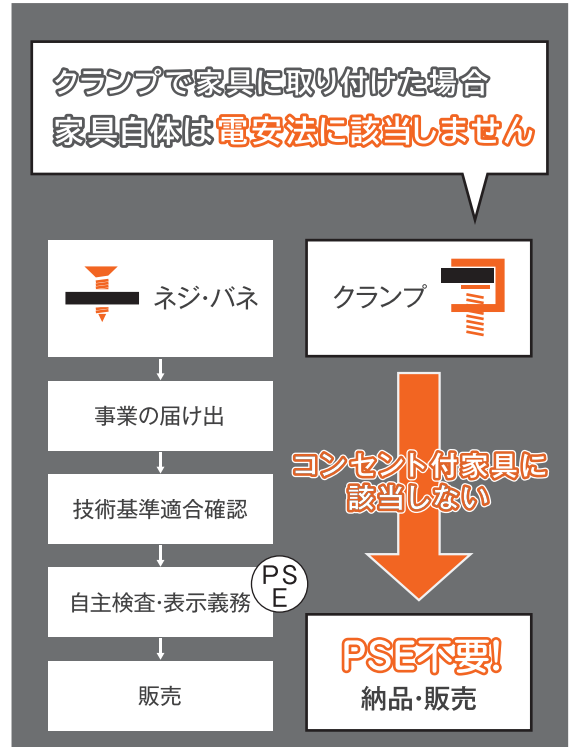 クランプで家具に取り付けた場合
家具自体は電安法に該当しません
ネジ・バネ
クランプ
事業の届け出
技術基準適合確認
自主検査・表示義務
PS
E
販売
コンセント付家具に
該当しない
PSE不要!
納品・販売